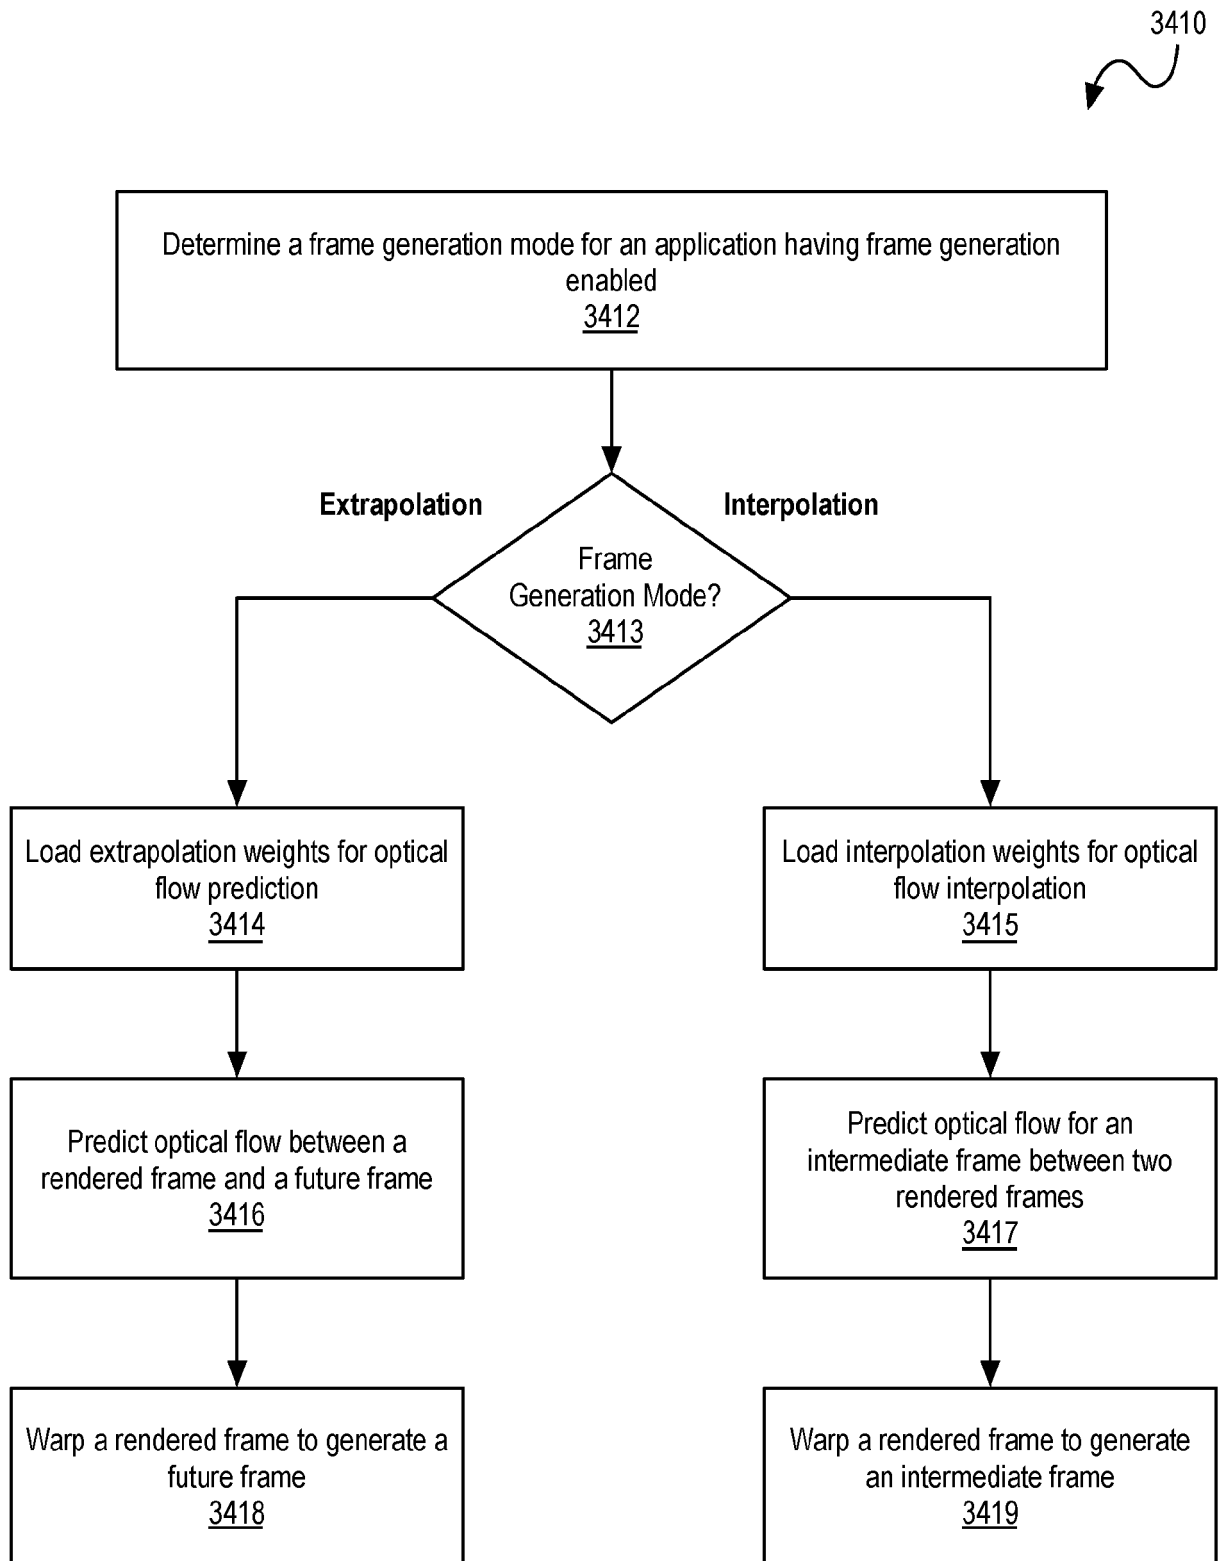 3410
Determine a frame generation mode for an application having frame generation
enabled
3412
Extrapolation
Interpolation
Frame
Generation Mode?
3413
Load extrapolation weights for optical
flow prediction
3414
Load interpolation weights for optical
flow interpolation
3415
Predict optical flow between a
rendered frame and a future frame
3416
Predict optical flow for an
intermediate frame between two
rendered frames
3417
Warp a rendered frame to generate a
future frame
3418
Warp a rendered frame to generate
an intermediate frame
3419